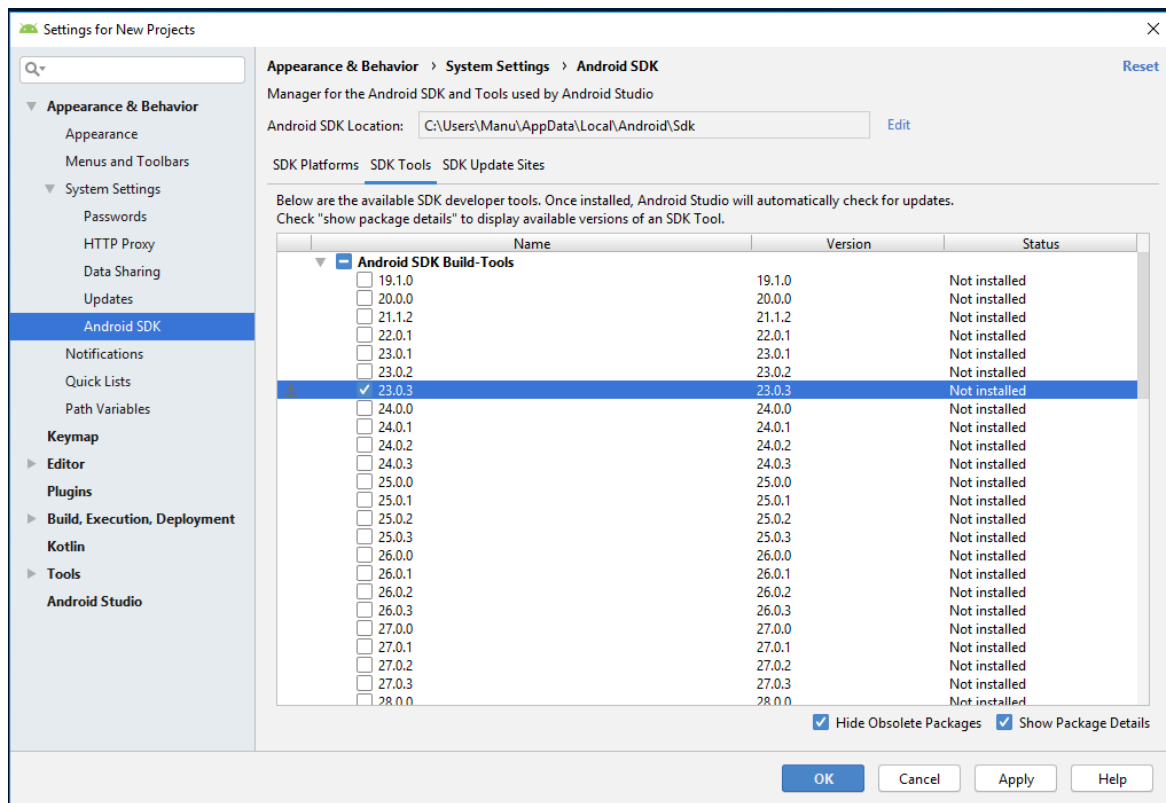 Settings for New Projects
Appearance & Behavior
Appearance
Menus and Toolbars
System Settings
Passwords
HTTP Proxy
Data Sharing
Updates
Android SDK
Notifications
Quick Lists
Path Variables
Keymap
Editor
Plugins
Build, Execution, Deployment
Kotlin
Tools
Android Studio
Appearance & Behavior › System Settings › Android SDK Reset
Manager for the Android SDK and Tools used by Android Studio
Android SDK Location: C:\Users\Manu\AppData\Local\Android\Sdk Edit
SDK Platforms SDK Tools SDK Update Sites
Below are the available SDK developer tools. Once installed, Android Studio will automatically check for updates.
Check "show package details" to display available versions of an SDK Tool.
Name Version Status
Android SDK Build-Tools
19.1.0 19.1.0 Not installed
20.0.0 20.0.0 Not installed
21.1.2 21.1.2 Not installed
22.0.1 22.0.1 Not installed
23.0.1 23.0.1 Not installed
23.0.2 23.0.2 Not installed
23.0.3 23.0.3 Not installed
24.0.0 24.0.0 Not installed
24.0.1 24.0.1 Not installed
24.0.2 24.0.2 Not installed
24.0.3 24.0.3 Not installed
25.0.0 25.0.0 Not installed
25.0.1 25.0.1 Not installed
25.0.2 25.0.2 Not installed
25.0.3 25.0.3 Not installed
26.0.0 26.0.0 Not installed
26.0.1 26.0.1 Not installed
26.0.2 26.0.2 Not installed
26.0.3 26.0.3 Not installed
27.0.0 27.0.0 Not installed
27.0.1 27.0.1 Not installed
27.0.2 27.0.2 Not installed
27.0.3 27.0.3 Not installed
28.0.0 28.0.0 Not installed
Hide Obsolete Packages Show Package Details
OK Cancel Apply Help